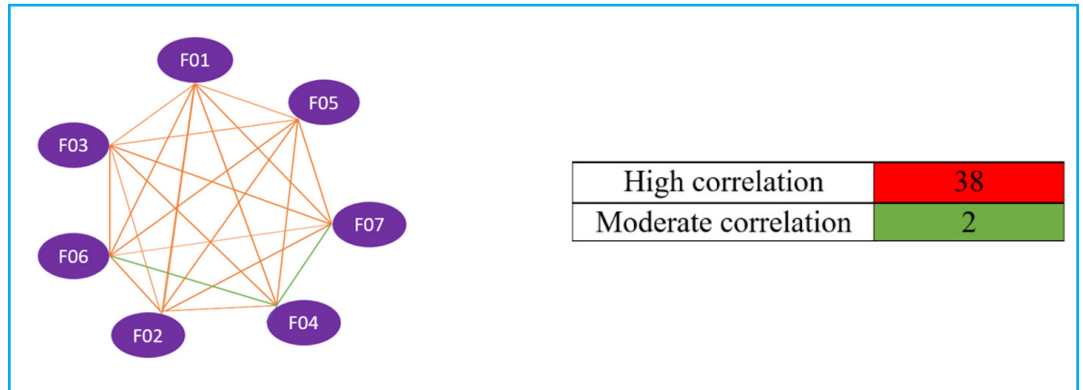 F01
F05
F03
F07
F06
F04
F02
High correlation 38
Moderate correlation 2